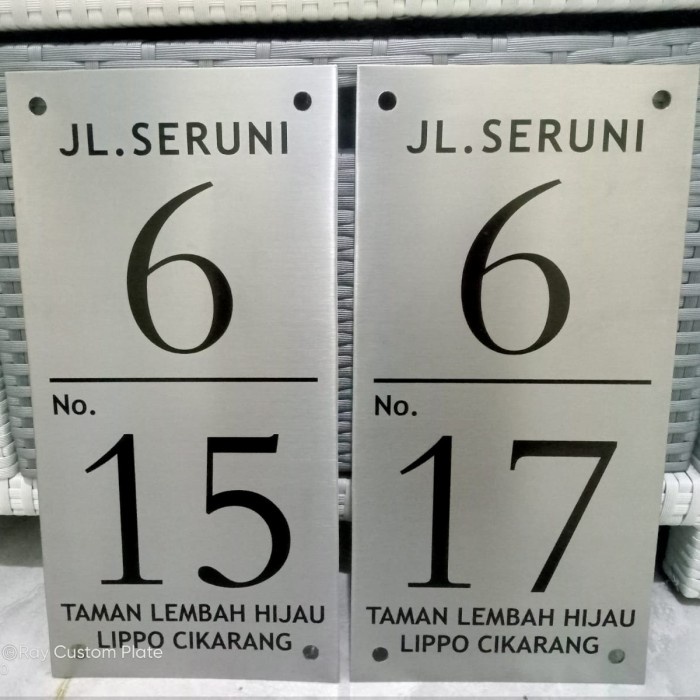 JL.SERUNI
6
No.
15
TAMAN LEMBAH HIJAU
LIPPO CIKARANG
JL.SERUNI
6
No.
17
TAMAN LEMBAH HIJAU
LIPPO CIKARANG
©Ray Custom Plate